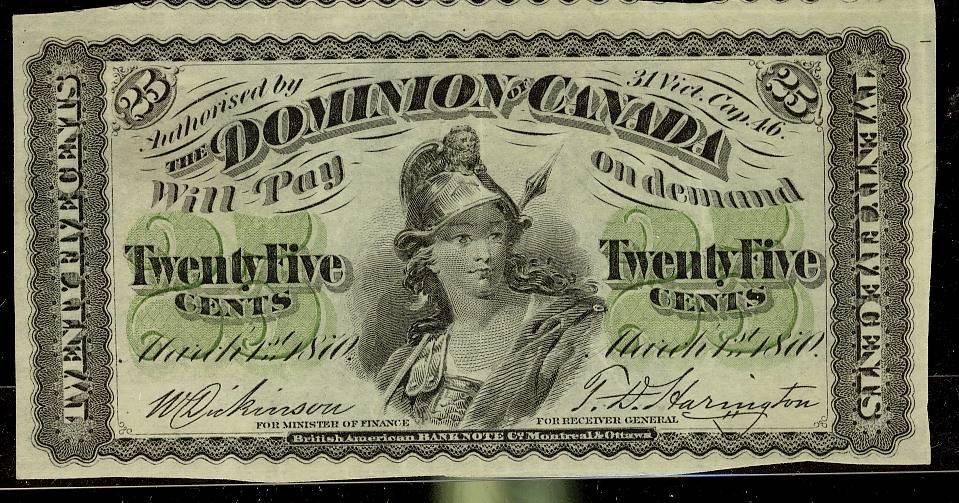 25 25
Authorised by 31 Vict. Cap. 46.
THE DOMINION OF CANADA
Will Pay on demand
25 25
Twenty Five Twenty Five
CENTS CENTS
March 1st 1870. March 1st 1870.
W Dickinson T. D. Harington
FOR MINISTER OF FINANCE FOR RECEIVER GENERAL
British American BANK NOTE Co. Montreal & Ottawa
TWENTY FIVE CENTS
TWENTY FIVE CENTS